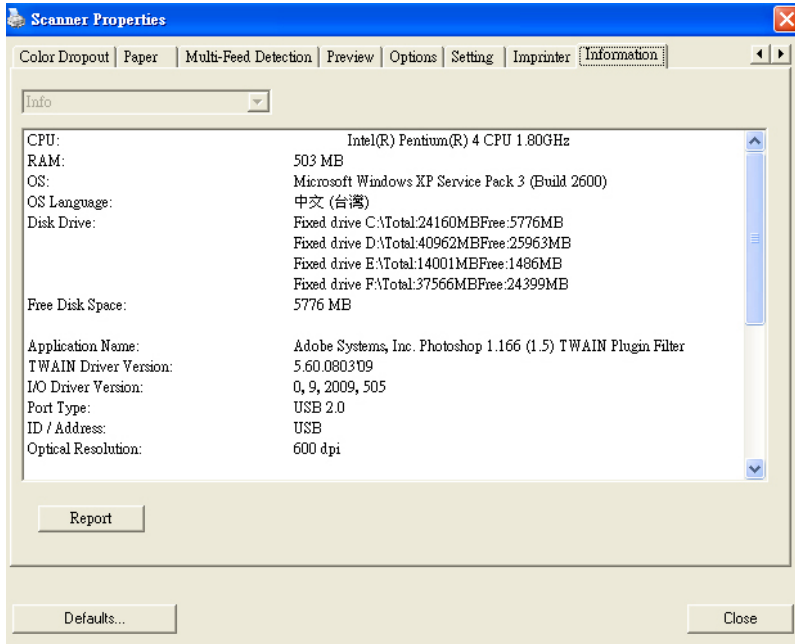 Scanner Properties
Color Dropout Paper Multi-Feed Detection Preview Options Setting Imprinter Information
Info
CPU: Intel(R) Pentium(R) 4 CPU 1.80GHz
RAM: 503 MB
OS: Microsoft Windows XP Service Pack 3 (Build 2600)
OS Language: 中文 (台灣)
Disk Drive: Fixed drive C:\Total:24160MBFree:5776MB
Fixed drive D:\Total:40962MBFree:25963MB
Fixed drive E:\Total:14001MBFree:1486MB
Fixed drive F:\Total:37566MBFree:24399MB
Free Disk Space: 5776 MB
Application Name: Adobe Systems, Inc. Photoshop 1.166 (1.5) TWAIN Plugin Filter
TWAIN Driver Version: 5.60.0803'09
I/O Driver Version: 0, 9, 2009, 505
Port Type: USB 2.0
ID / Address: USB
Optical Resolution: 600 dpi
Report
Defaults... Close